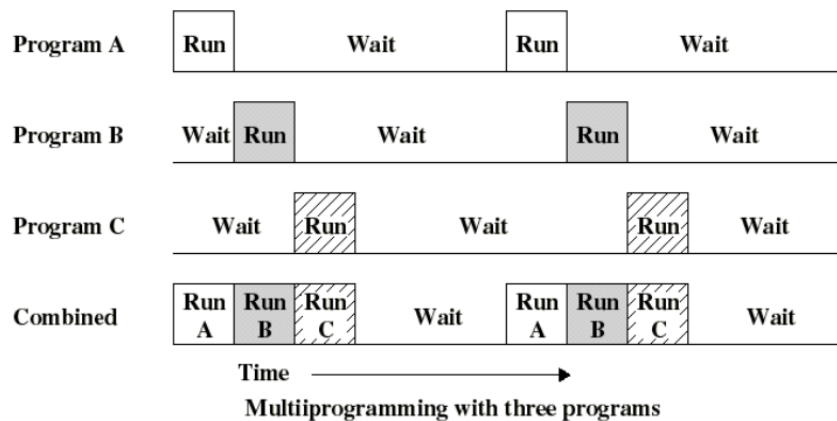 Program A Run Wait Run Wait
Program B Wait Run Wait Run Wait
Program C Wait Run Wait Run Wait
Combined Run A Run B Run C Wait Run A Run B Run C Wait
Time
Multiiprogramming with three programs